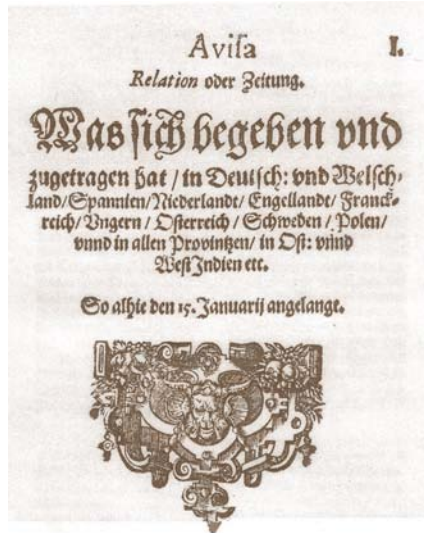 Avisa I.
Relation oder Zeitung.
Was sich begeben vnd
zugetragen hat / in Deutsch: vnd Welsch-
land/Spannien/Niederlandt/Engellandt/Franck-
reich/Vngern/Osterreich/Schweden/Polen/
vnnd in allen Provintzen/in Ost: vnnd
West Indien etc.
So alhie den 15. Januarij angelange.